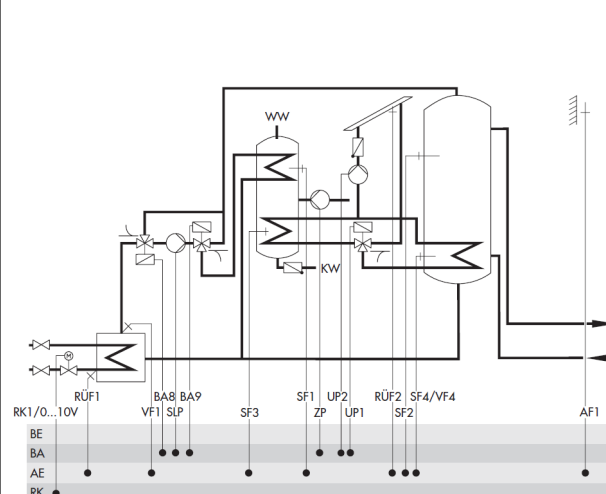 WW
KW
M
RÜF1 BA8 BA9 SF1 UP2 RÜF2 SF4/VF4
RK1/0...10V VF1 SLP SF3 ZP UP1 SF2 AF1
BE
BA
AE
RK